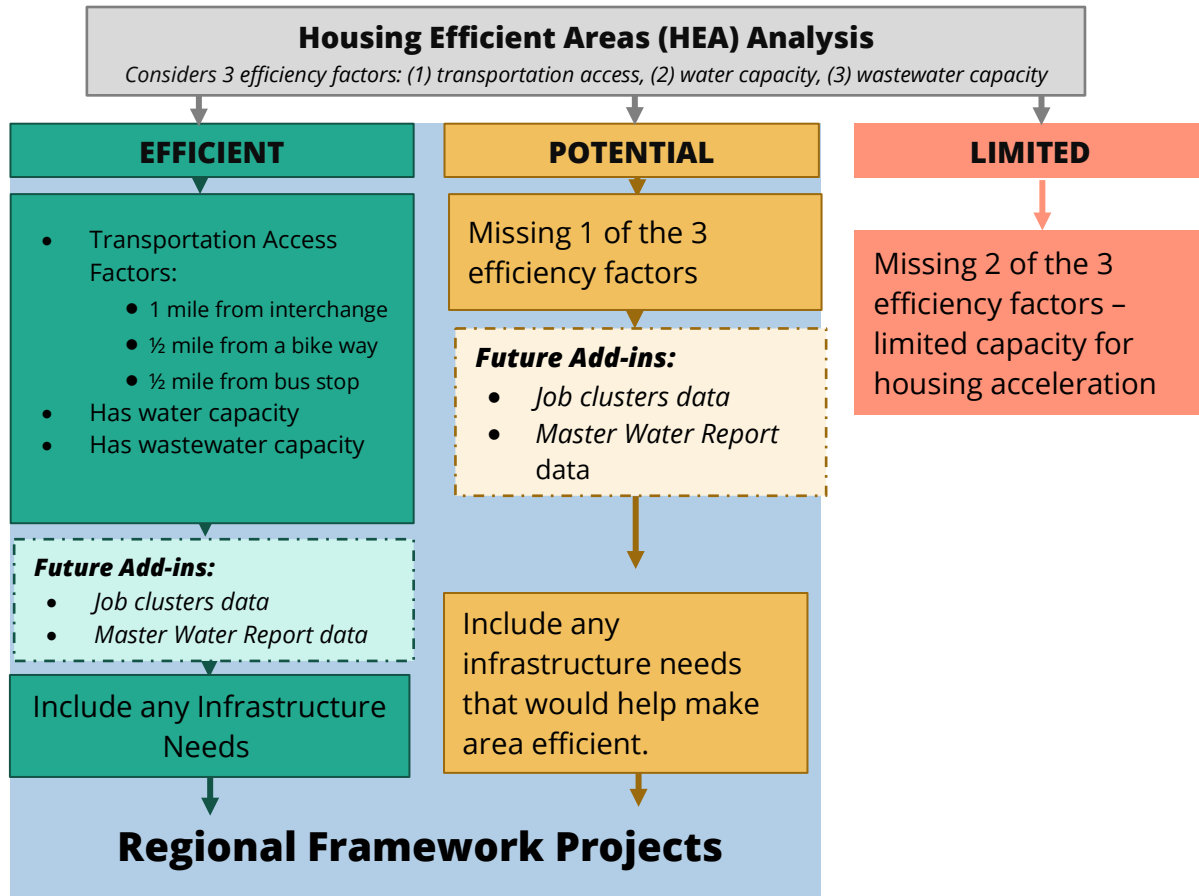 Housing Efficient Areas (HEA) Analysis
Considers 3 efficiency factors: (1) transportation access, (2) water capacity, (3) wastewater capacity
EFFICIENT
• Transportation Access
Factors:
• 1 mile from interchange
• ½ mile from a bike way
• ½ mile from bus stop
• Has water capacity
• Has wastewater capacity
Future Add-ins:
• Job clusters data
• Master Water Report data
Include any Infrastructure
Needs
POTENTIAL
Missing 1 of the 3
efficiency factors
Future Add-ins:
• Job clusters data
• Master Water Report
data
Include any
infrastructure needs
that would help make
area efficient.
LIMITED
Missing 2 of the 3
efficiency factors –
limited capacity for
housing acceleration
Regional Framework Projects